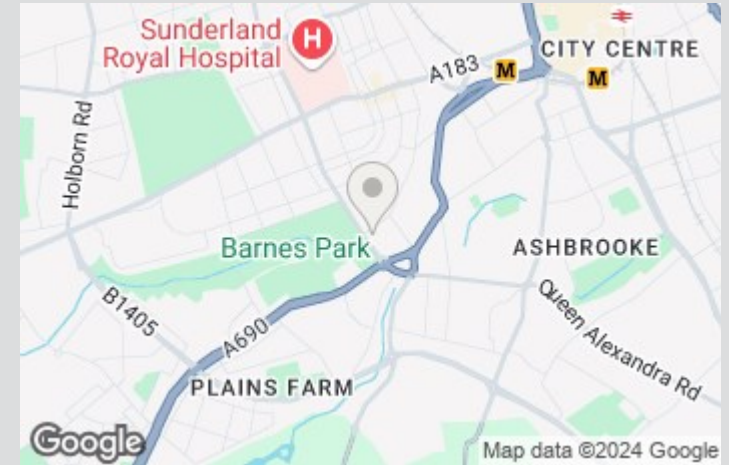 Sunderland
Royal Hospital
H
A183
M
M
CITY CENTRE
Holborn Rd
Barnes Park
ASHBROOKE
B1405
A690
Queen Alexandra Rd
PLAINS FARM
Google
Map data ©2024 Google